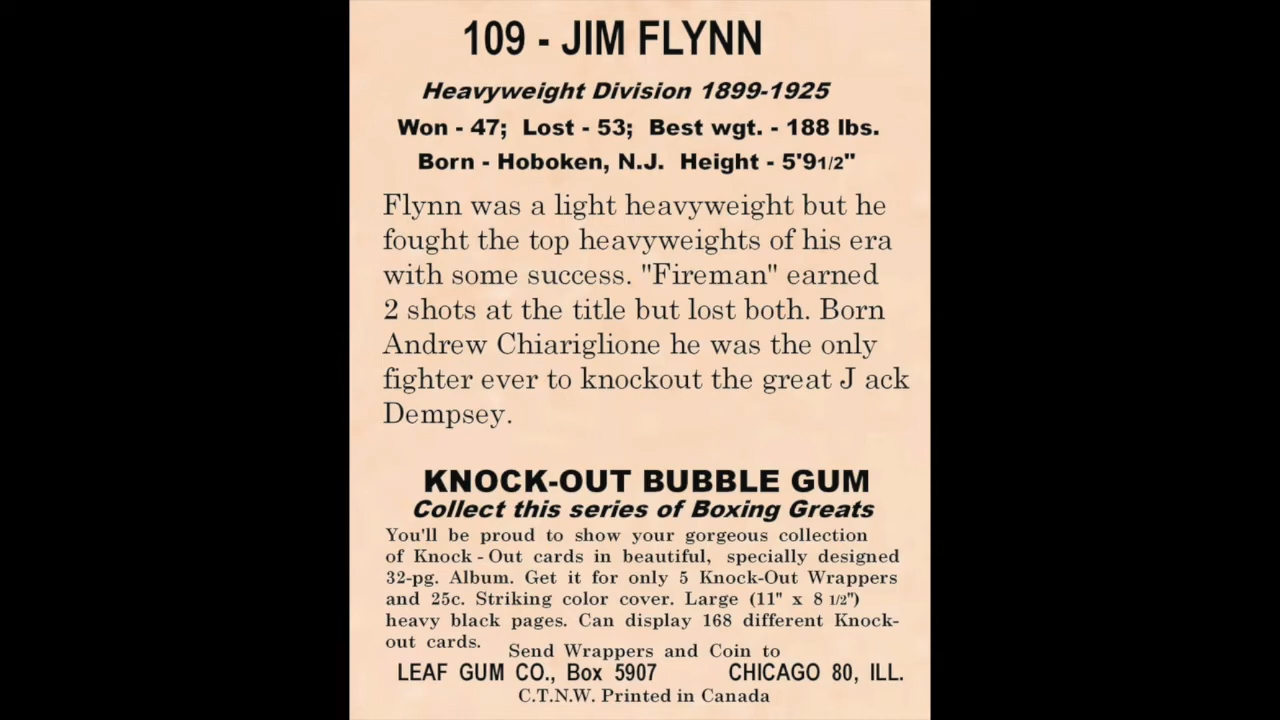 109 - JIM FLYNN
Heavyweight Division 1899-1925
Won - 47; Lost - 53; Best wgt. - 188 lbs.
Born - Hoboken, N.J. Height - 5'9 1/2"
Flynn was a light heavyweight but he
fought the top heavyweights of his era
with some success. "Fireman" earned
2 shots at the title but lost both. Born
Andrew Chiariglione he was the only
fighter ever to knockout the great J ack
Dempsey.
KNOCK-OUT BUBBLE GUM
Collect this series of Boxing Greats
You'll be proud to show your gorgeous collection
of Knock - Out cards in beautiful, specially designed
32-pg. Album. Get it for only 5 Knock-Out Wrappers
and 25c. Striking color cover. Large (11" x 8 1/2")
heavy black pages. Can display 168 different Knock-
out cards.
Send Wrappers and Coin to
LEAF GUM CO., Box 5907 CHICAGO 80, ILL.
C.T.N.W. Printed in Canada